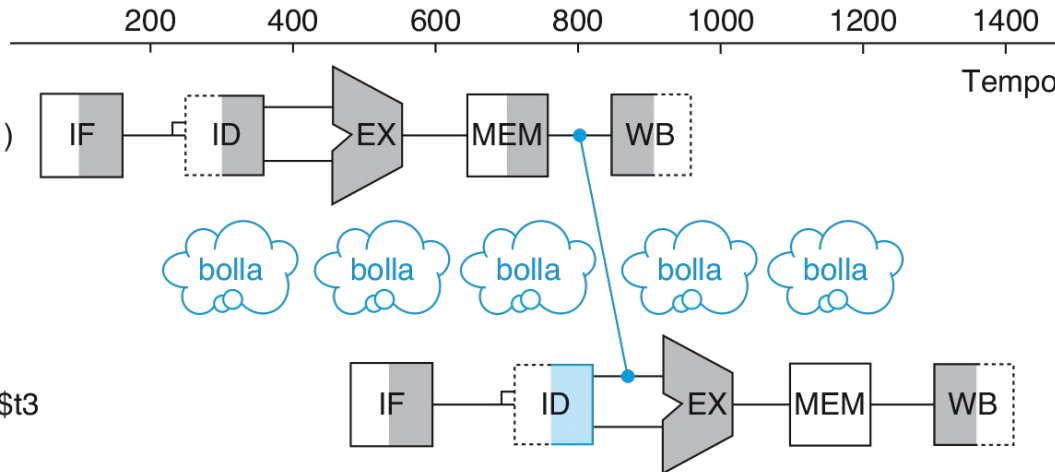 200 400 600 800 1000 1200 1400
Tempo
) IF ID EX MEM WB
bolla bolla bolla bolla bolla
$t3 IF ID EX MEM WB